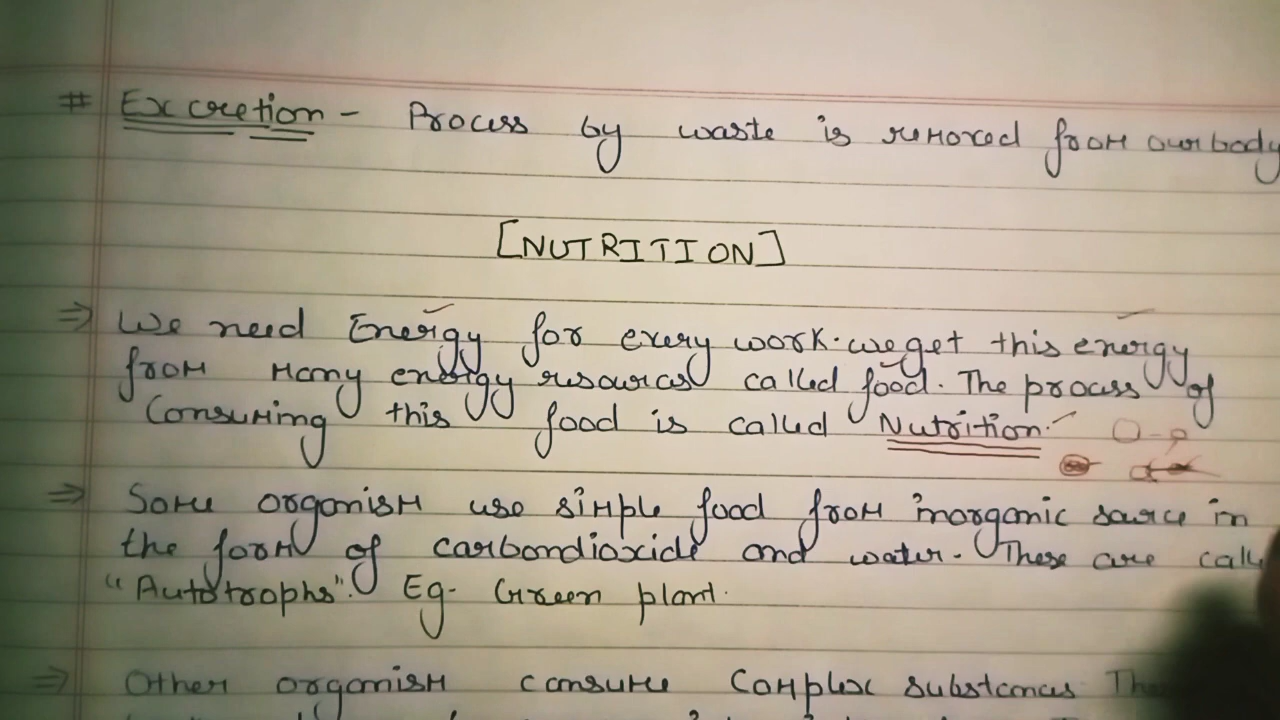 # Excretion - Process by waste is removed from our body
[NUTRITION]
⇒ We need Energy for every work. we get this energy
from many energy resources called food. The process of
Consuming this food is called Nutrition.
⇒ Some organism use simple food from inorganic source in
the form of carbondioxide and water. These are call
"Autotrophs". Eg- Green plant.
⇒ Other organism consume Complex substances